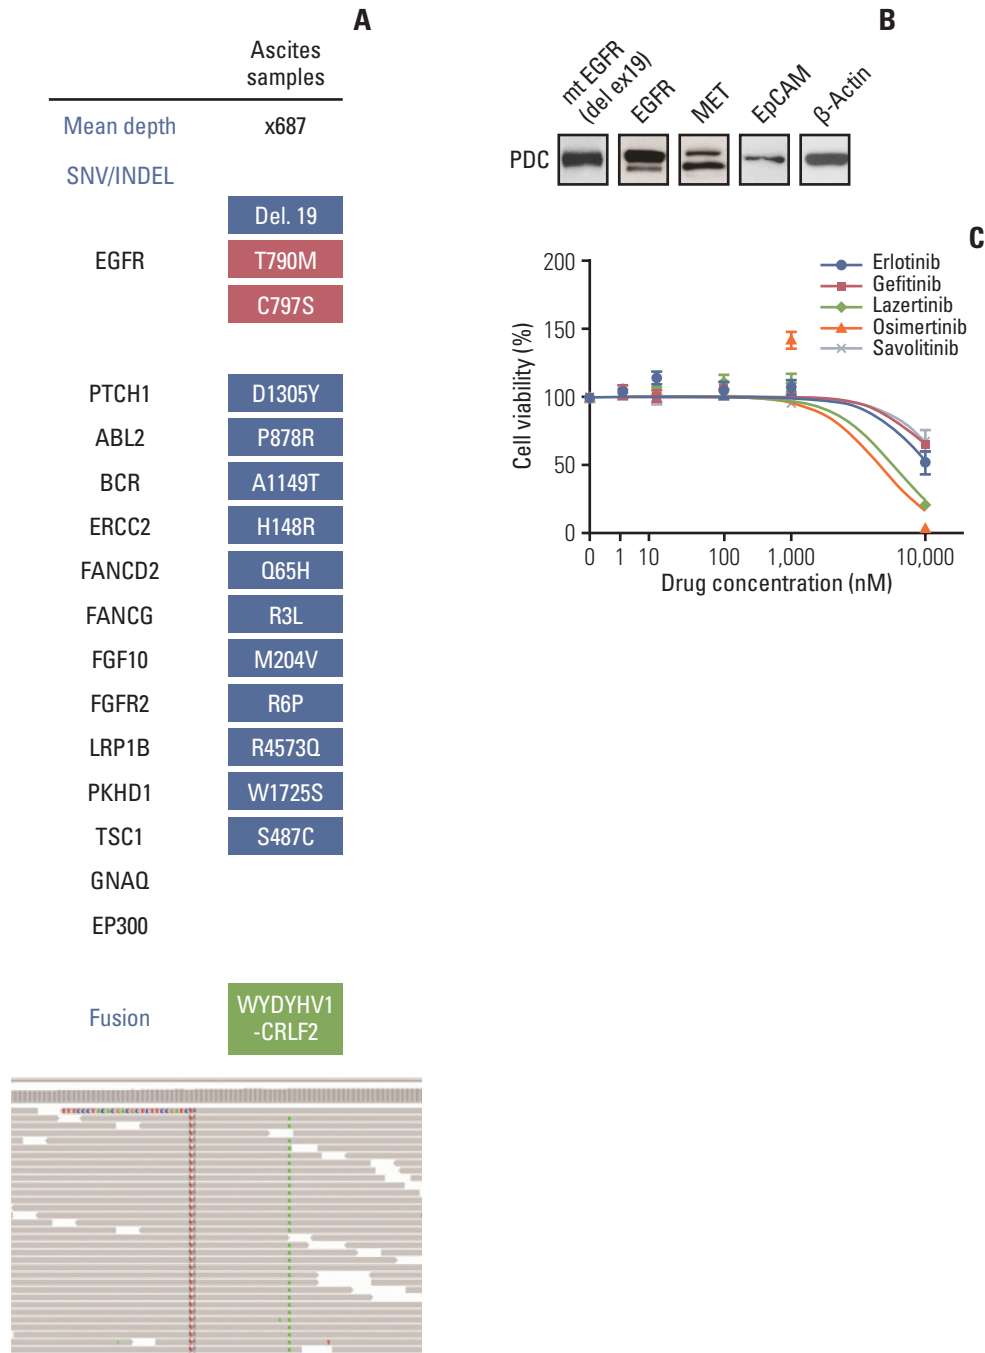 A
Ascites
samples
Mean depth x687
SNV/INDEL
Del. 19
EGFR T790M
C797S
PTCH1 D1305Y
ABL2 P878R
BCR A1149T
ERCC2 H148R
FANCD2 Q65H
FANCG R3L
FGF10 M204V
FGFR2 R6P
LRP1B R4573Q
PKHD1 W1725S
TSC1 S487C
GNAQ
EP300
Fusion WYDYHV1
-CRLF2
B
mt EGFR
(del ex19)
EGFR
MET
EpCAM
β-Actin
PDC
C
Erlotinib
Gefitinib
Lazertinib
Osimertinib
Savolitinib
Cell viability (%)
200
150
100
50
0
0 1 10 100 1,000 10,000
Drug concentration (nM)